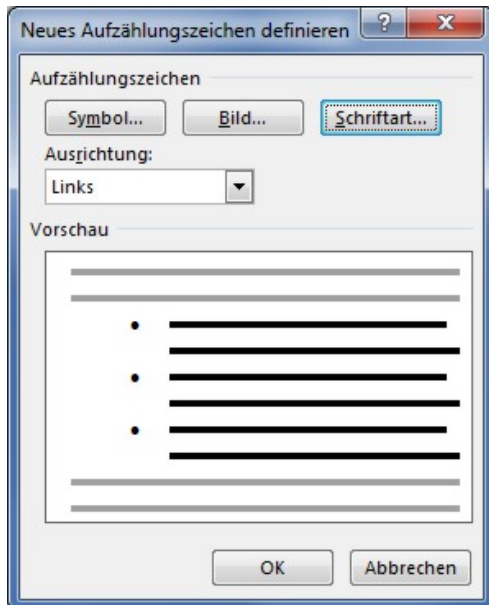 Neues Aufzählungszeichen definieren ?
Aufzählungszeichen
Symbol... Bild... Schriftart...
Ausrichtung:
Links
Vorschau
OK Abbrechen